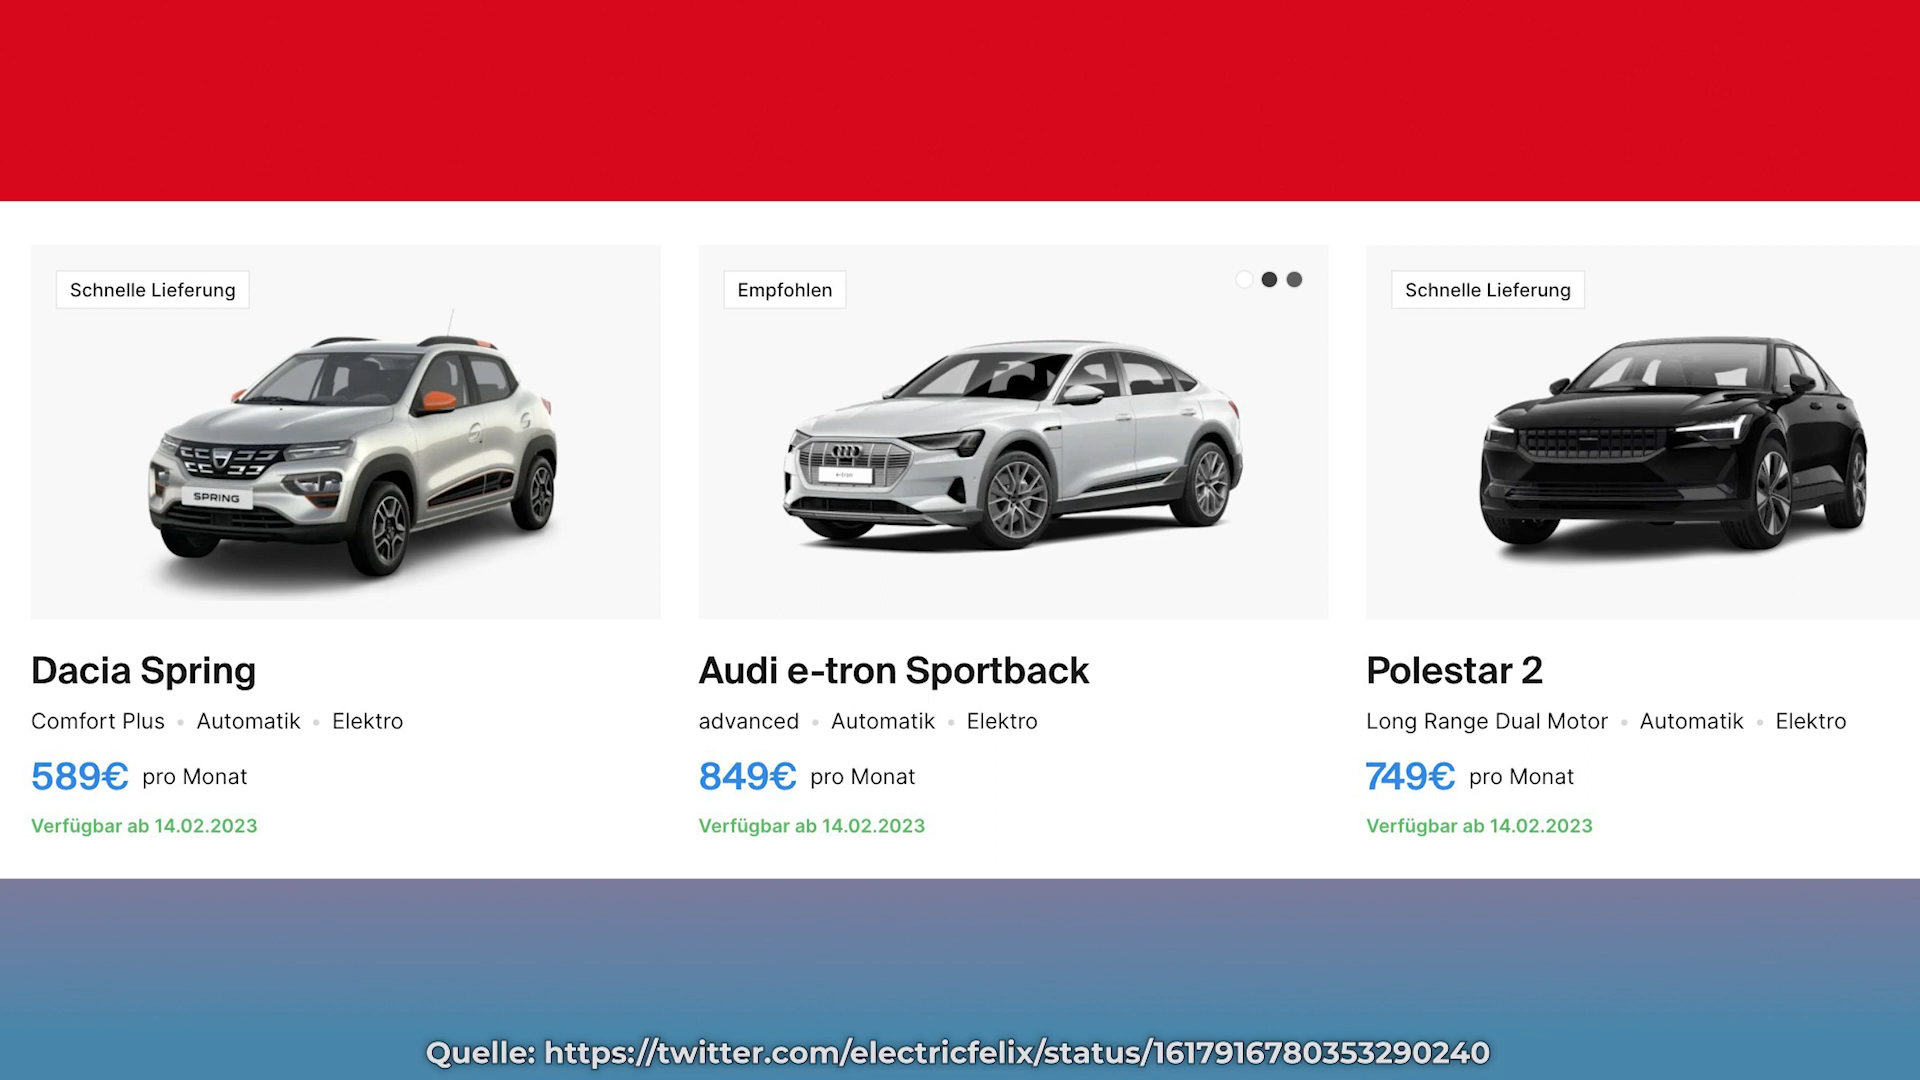 Schnelle Lieferung
Empfohlen
Schnelle Lieferung
SPRING
e-tron
Dacia Spring
Comfort Plus • Automatik • Elektro
589€ pro Monat
Verfügbar ab 14.02.2023
Audi e-tron Sportback
advanced • Automatik • Elektro
849€ pro Monat
Verfügbar ab 14.02.2023
Polestar 2
Long Range Dual Motor • Automatik • Elektro
749€ pro Monat
Verfügbar ab 14.02.2023
Quelle: https://twitter.com/electricfelix/status/1617916780353290240